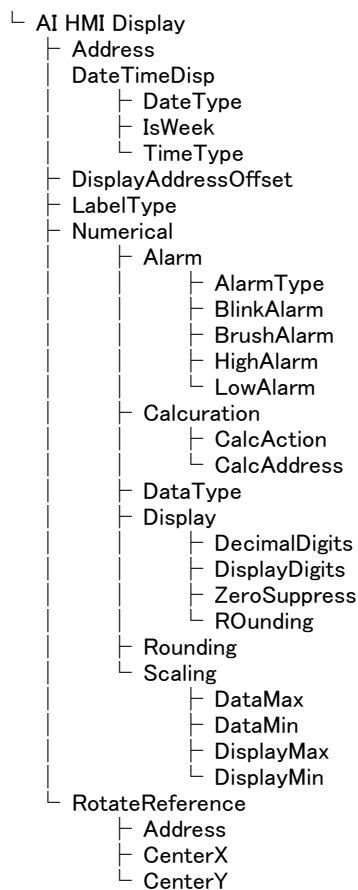 AI HMI Display
Address
DateTimeDisp
DateType
IsWeek
TimeType
DisplayAddressOffset
LabelType
Numerical
Alarm
AlarmType
BlinkAlarm
BrushAlarm
HighAlarm
LowAlarm
Calcuration
CalcAction
CalcAddress
DataType
Display
DecimalDigits
DisplayDigits
ZeroSuppress
ROunding
Rounding
Scaling
DataMax
DataMin
DisplayMax
DisplayMin
RotateReference
Address
CenterX
CenterY